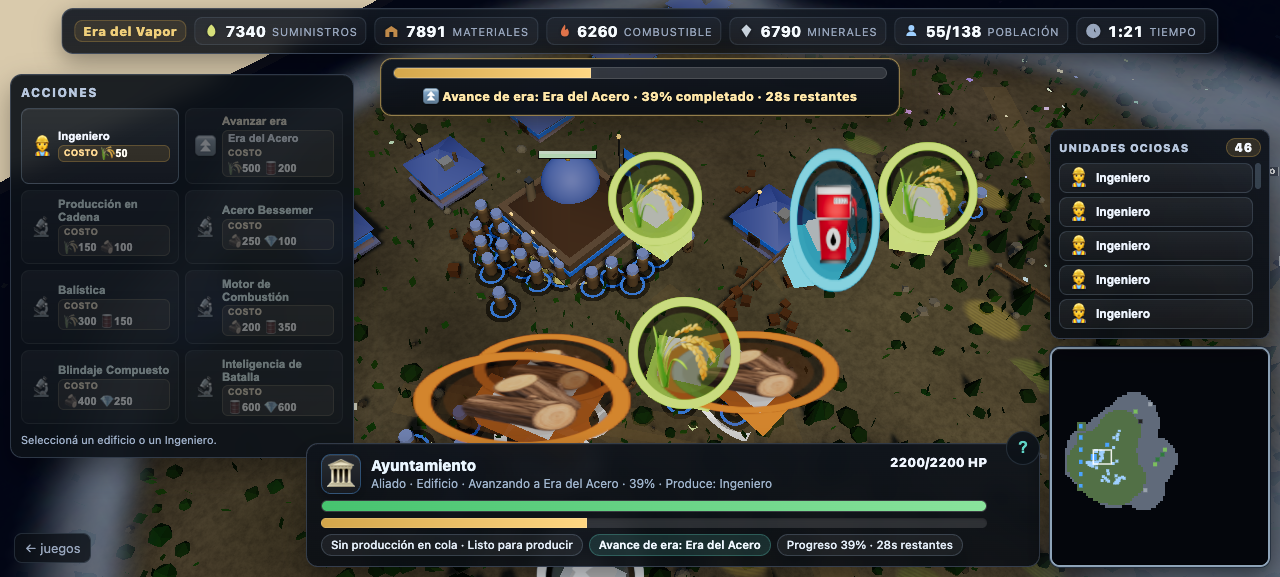 Era del Vapor
7340 SUMINISTROS
7891 MATERIALES
6260 COMBUSTIBLE
6790 MINERALES
55/138 POBLACIÓN
1:21 TIEMPO
Avance de era: Era del Acero · 39% completado · 28s restantes
ACCIONES
Ingeniero
COSTO 50
Avanzar era
Era del Acero
COSTO
500 200
Producción en
Cadena
COSTO
150 100
Acero Bessemer
COSTO
250 100
Balística
COSTO
300 150
Motor de
Combustión
COSTO
200 350
Blindaje Compuesto
COSTO
400 250
Inteligencia de
Batalla
COSTO
600 600
Seleccioná un edificio o un Ingeniero.
UNIDADES OCIOSAS 46
Ingeniero
Ingeniero
Ingeniero
Ingeniero
Ingeniero
Ayuntamiento
2200/2200 HP
?
Aliado · Edificio · Avanzando a Era del Acero · 39% · Produce: Ingeniero
Sin producción en cola · Listo para producir
Avance de era: Era del Acero
Progreso 39% · 28s restantes
← juegos